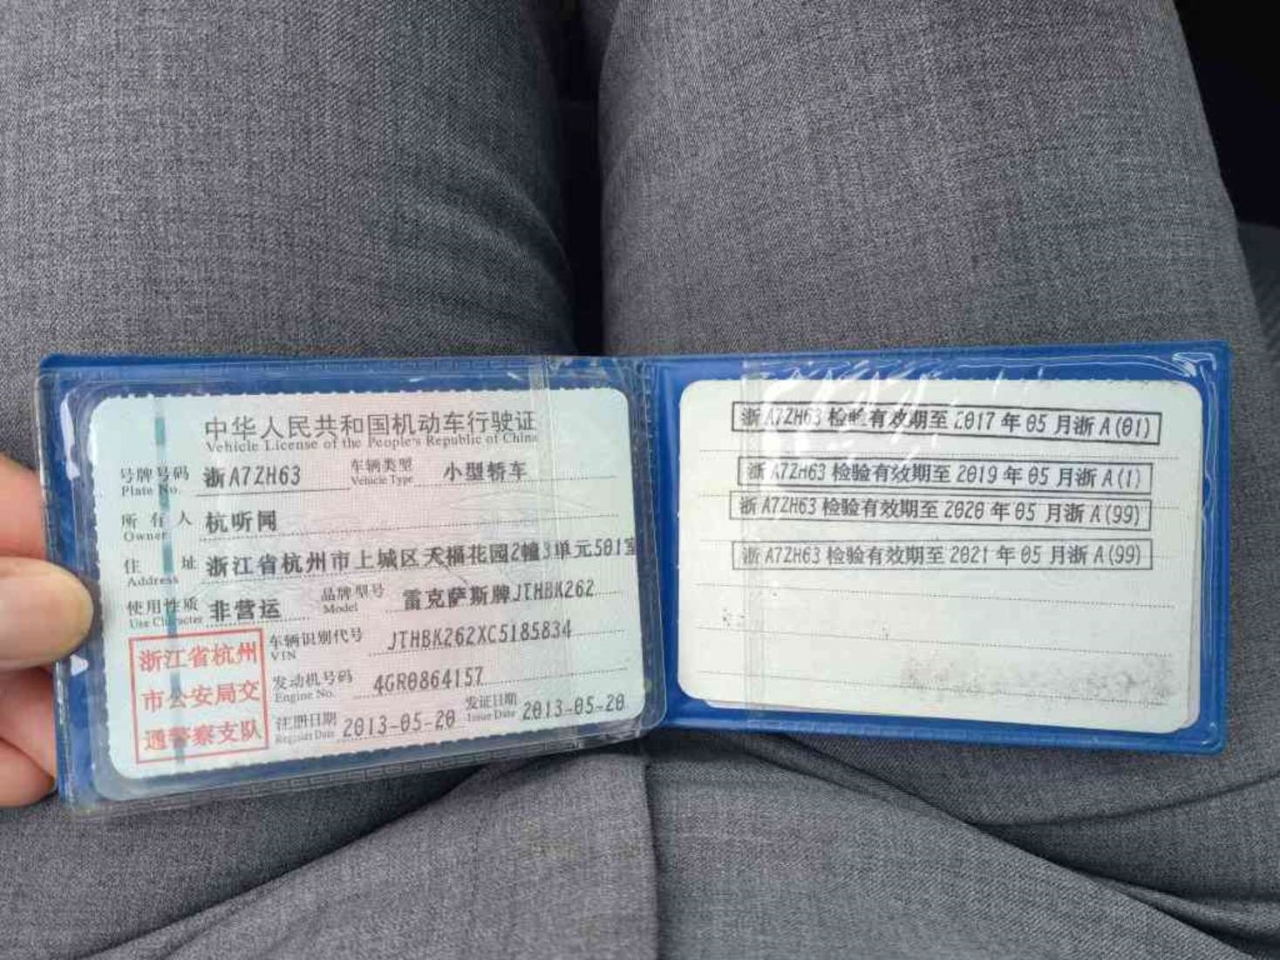 中华人民共和国机动车行驶证
Vehicle License of the People's Republic of China
号牌号码 浙A7ZH63 车辆类型 小型轿车
Plate No. Vehicle Type
所有人 杭听闻
Owner
住址 浙江省杭州市上城区天福花园2幢3单元501室
Address
使用性质 非营运 品牌型号 雷克萨斯牌JTHBK262
Use Character Model
浙江省杭州
市公安局交
通警察支队
车辆识别代号 JTHBK262XC5185834
VIN
发动机号码 4GR0864157
Engine No.
注册日期 2013-05-20 发证日期 2013-05-20
Register Date Issue Date
浙A7ZH63检验有效期至2017年05月浙A(01)
浙A7ZH63检验有效期至2019年05月浙A(1)
浙A7ZH63检验有效期至2020年05月浙A(99)
浙A7ZH63检验有效期至2021年05月浙A(99)